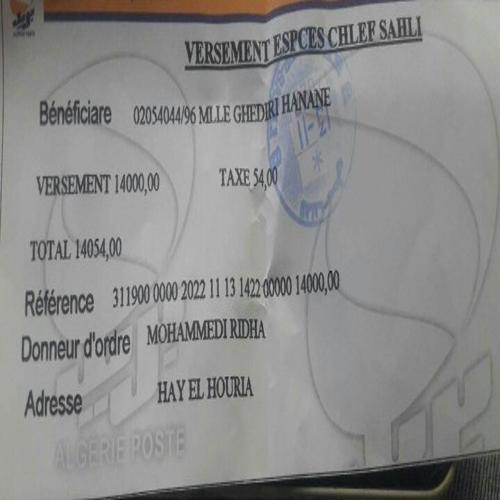 VERSEMENT ESPCES CHLEF SAHLI
Bénéficiare 02054044/96 MLLE GHEDIRI HANANE
VERSEMENT 14000,00 TAXE 54,00
TOTAL 14054,00
Référence 311900 0000 2022 11 13 1422 00000 14000,00
Donneur d'ordre MOHAMMEDI RIDHA
Adresse HAY EL HOURIA
ALGÉRIE POSTE